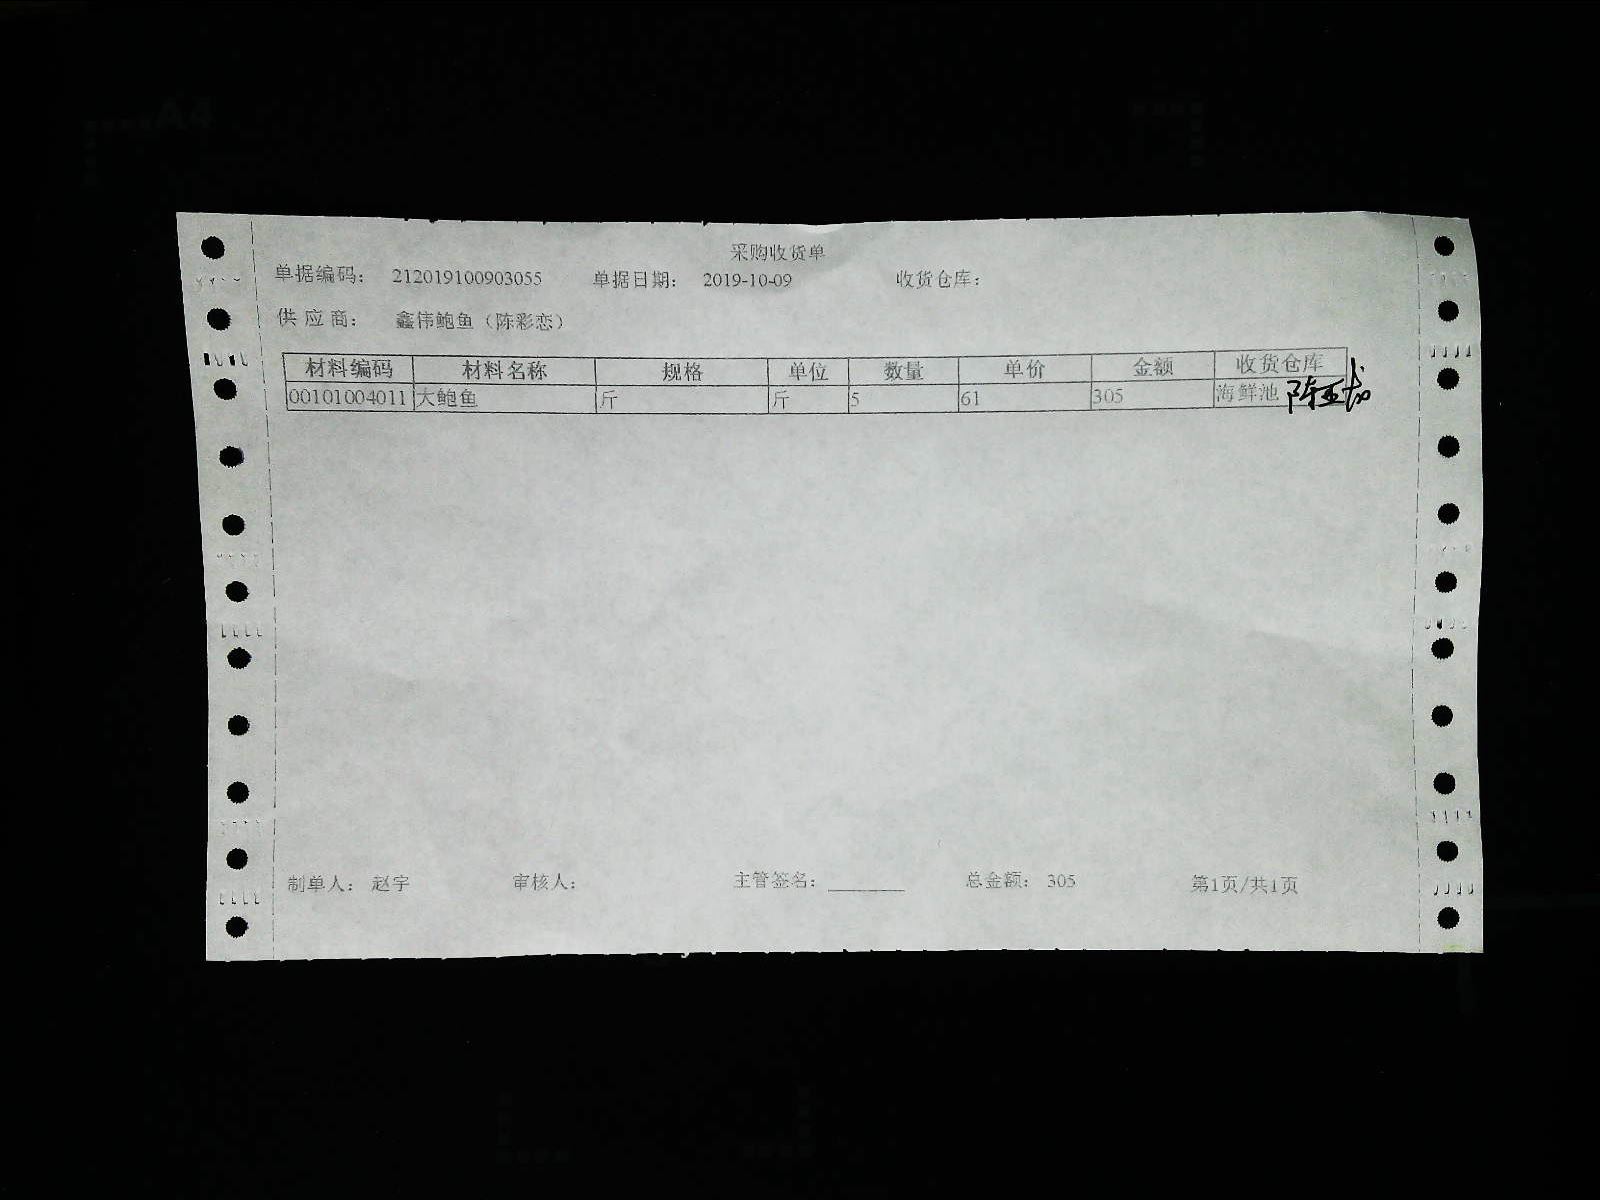 采购收货单
单据编码: 212019100903055 单据日期: 2019-10-09 收货仓库:
供应商: 鑫伟鲍鱼（陈彩恋）
材料编码 材料名称 规格 单位 数量 单价 金额 收货仓库
00101004011 大鲍鱼 斤 斤 5 61 305 海鲜池
制单人: 赵宇 审核人: 主管签名: 总金额: 305 第1页/共1页